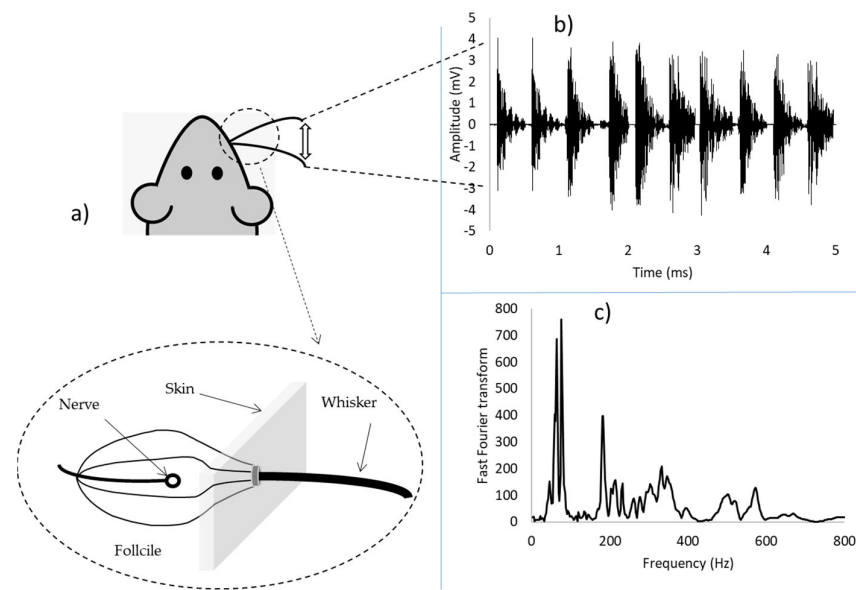 a)
Nerve
Skin
Whisker
Follcile
b)
Amplitude (mV)
5
4
3
2
1
0
-1
-2
-3
-4
-5
0 1 2 3 4 5
Time (ms)
c)
Fast Fourier transform
800
700
600
500
400
300
200
100
0
0 200 400 600 800
Frequency (Hz)